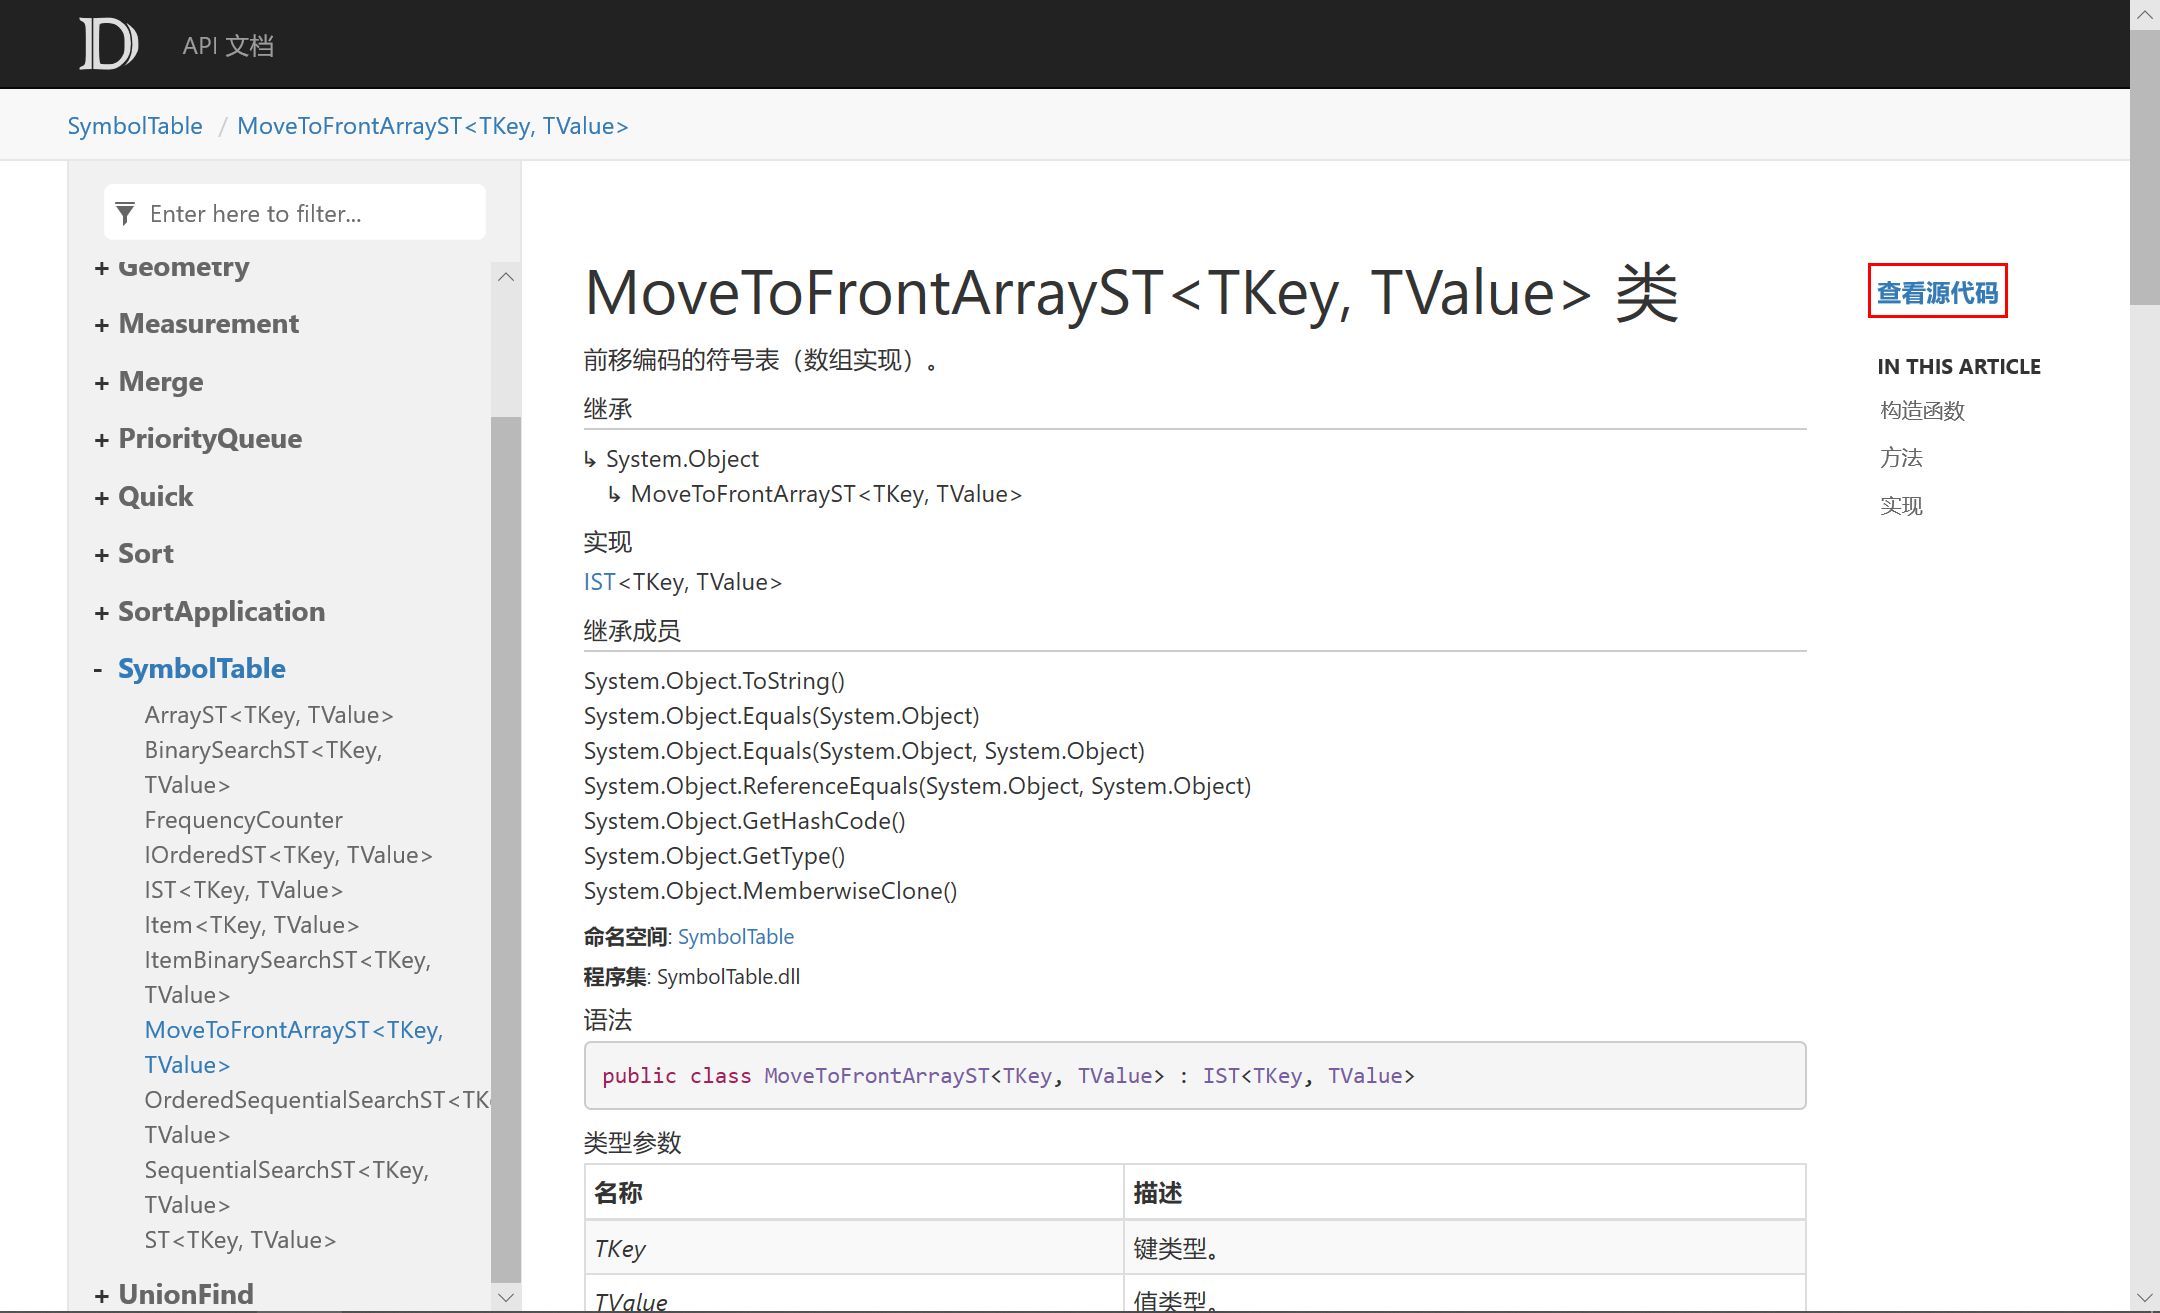 API 文档
SymbolTable / MoveToFrontArrayST<TKey, TValue>
Enter here to filter...
+ Geometry
+ Measurement
+ Merge
+ PriorityQueue
+ Quick
+ Sort
+ SortApplication
- SymbolTable
ArrayST<TKey, TValue>
BinarySearchST<TKey,
TValue>
FrequencyCounter
IOrderedST<TKey, TValue>
IST<TKey, TValue>
Item<TKey, TValue>
ItemBinarySearchST<TKey,
TValue>
MoveToFrontArrayST<TKey,
TValue>
OrderedSequentialSearchST<TK
TValue>
SequentialSearchST<TKey,
TValue>
ST<TKey, TValue>
+ UnionFind
MoveToFrontArrayST<TKey, TValue> 类
前移编码的符号表（数组实现）。
继承
↳ System.Object
↳ MoveToFrontArrayST<TKey, TValue>
实现
IST<TKey, TValue>
继承成员
System.Object.ToString()
System.Object.Equals(System.Object)
System.Object.Equals(System.Object, System.Object)
System.Object.ReferenceEquals(System.Object, System.Object)
System.Object.GetHashCode()
System.Object.GetType()
System.Object.MemberwiseClone()
命名空间: SymbolTable
程序集: SymbolTable.dll
语法
public class MoveToFrontArrayST<TKey, TValue> : IST<TKey, TValue>
类型参数
名称 描述
TKey 键类型。
TValue 值类型。
查看源代码
IN THIS ARTICLE
构造函数
方法
实现